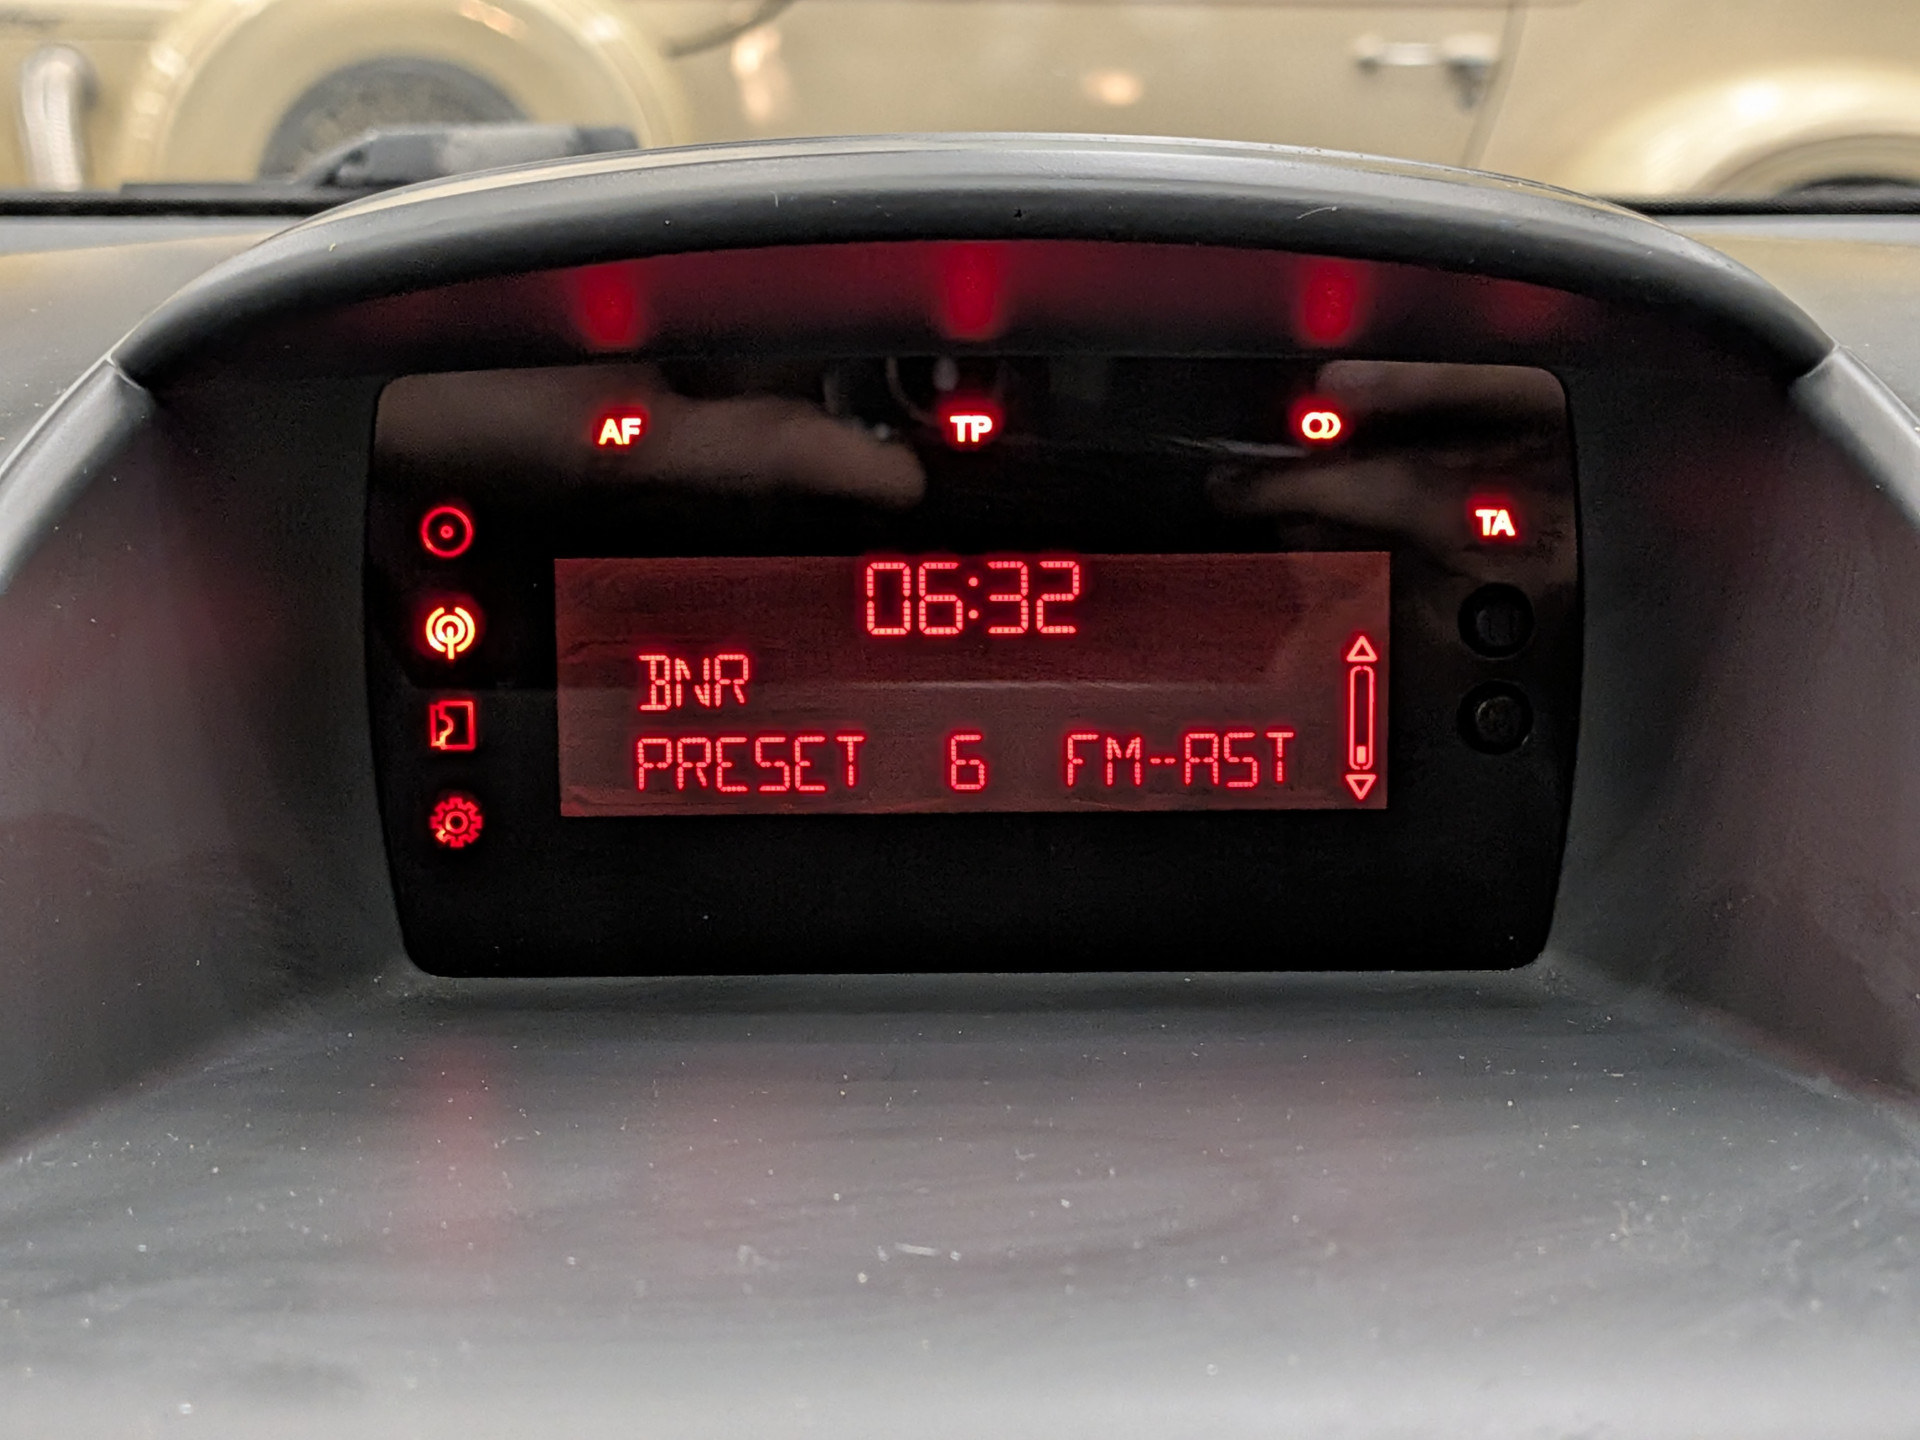 AF TP
TA
06:32
BNR
PRESET 6 FM-AST